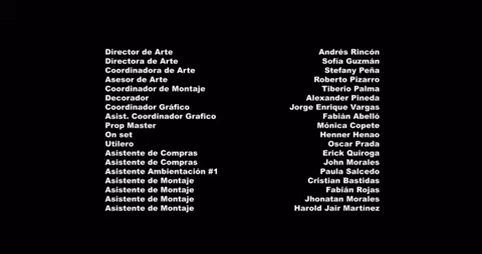 Director de Arte Andrés Rincón
Directora de Arte Sofía Guzmán
Coordinadora de Arte Stefany Peña
Asesor de Arte Roberto Pizarro
Coordinador de Montaje Tiberio Palma
Decorador Alexander Pineda
Coordinador Gráfico Jorge Enrique Vargas
Asist. Coordinador Grafico Fabián Abelló
Prop Master Mónica Copete
On set Henner Henao
Utilero Oscar Prada
Asistente de Compras Erick Quiroga
Asistente de Compras John Morales
Asistente Ambientación #1 Paula Salcedo
Asistente de Montaje Cristian Bastidas
Asistente de Montaje Fabián Rojas
Asistente de Montaje Jhonatan Morales
Asistente de Montaje Harold Jair Martínez